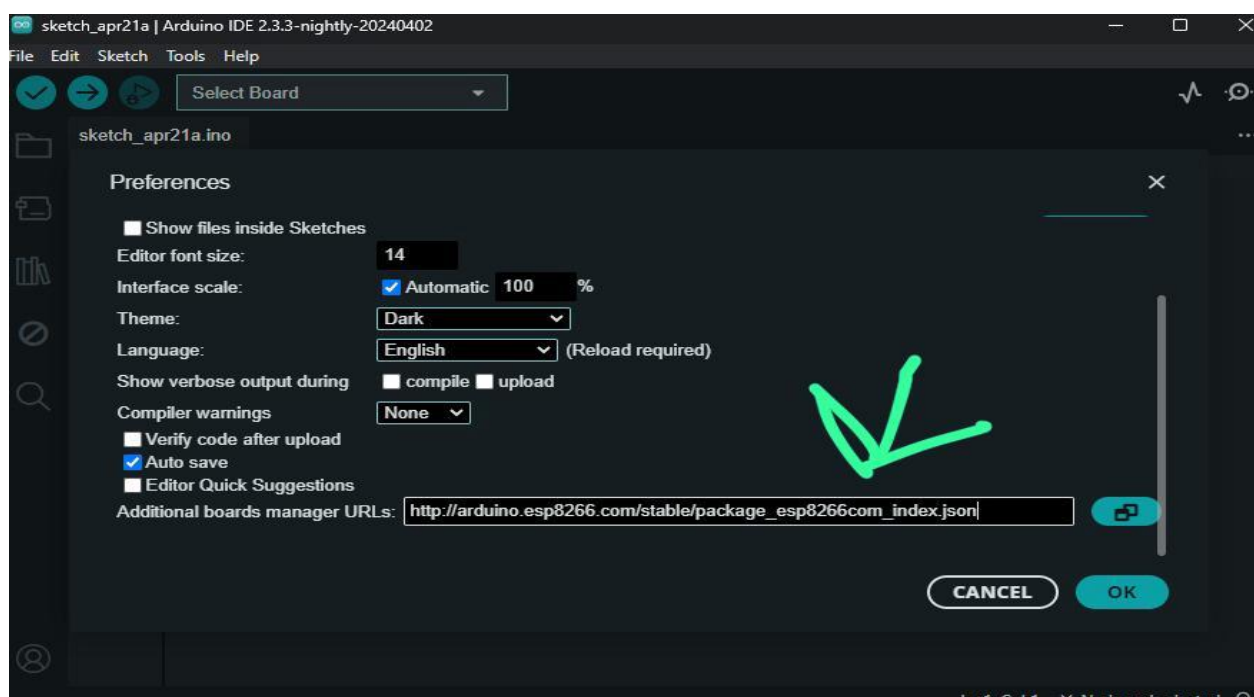 sketch_apr21a | Arduino IDE 2.3.3-nightly-20240402
File Edit Sketch Tools Help
Select Board
sketch_apr21a.ino
Preferences
Show files inside Sketches
Editor font size: 14
Interface scale: Automatic 100 %
Theme: Dark
Language: English (Reload required)
Show verbose output during compile upload
Compiler warnings None
Verify code after upload
Auto save
Editor Quick Suggestions
Additional boards manager URLs: http://arduino.esp8266.com/stable/package_esp8266com_index.json
CANCEL OK